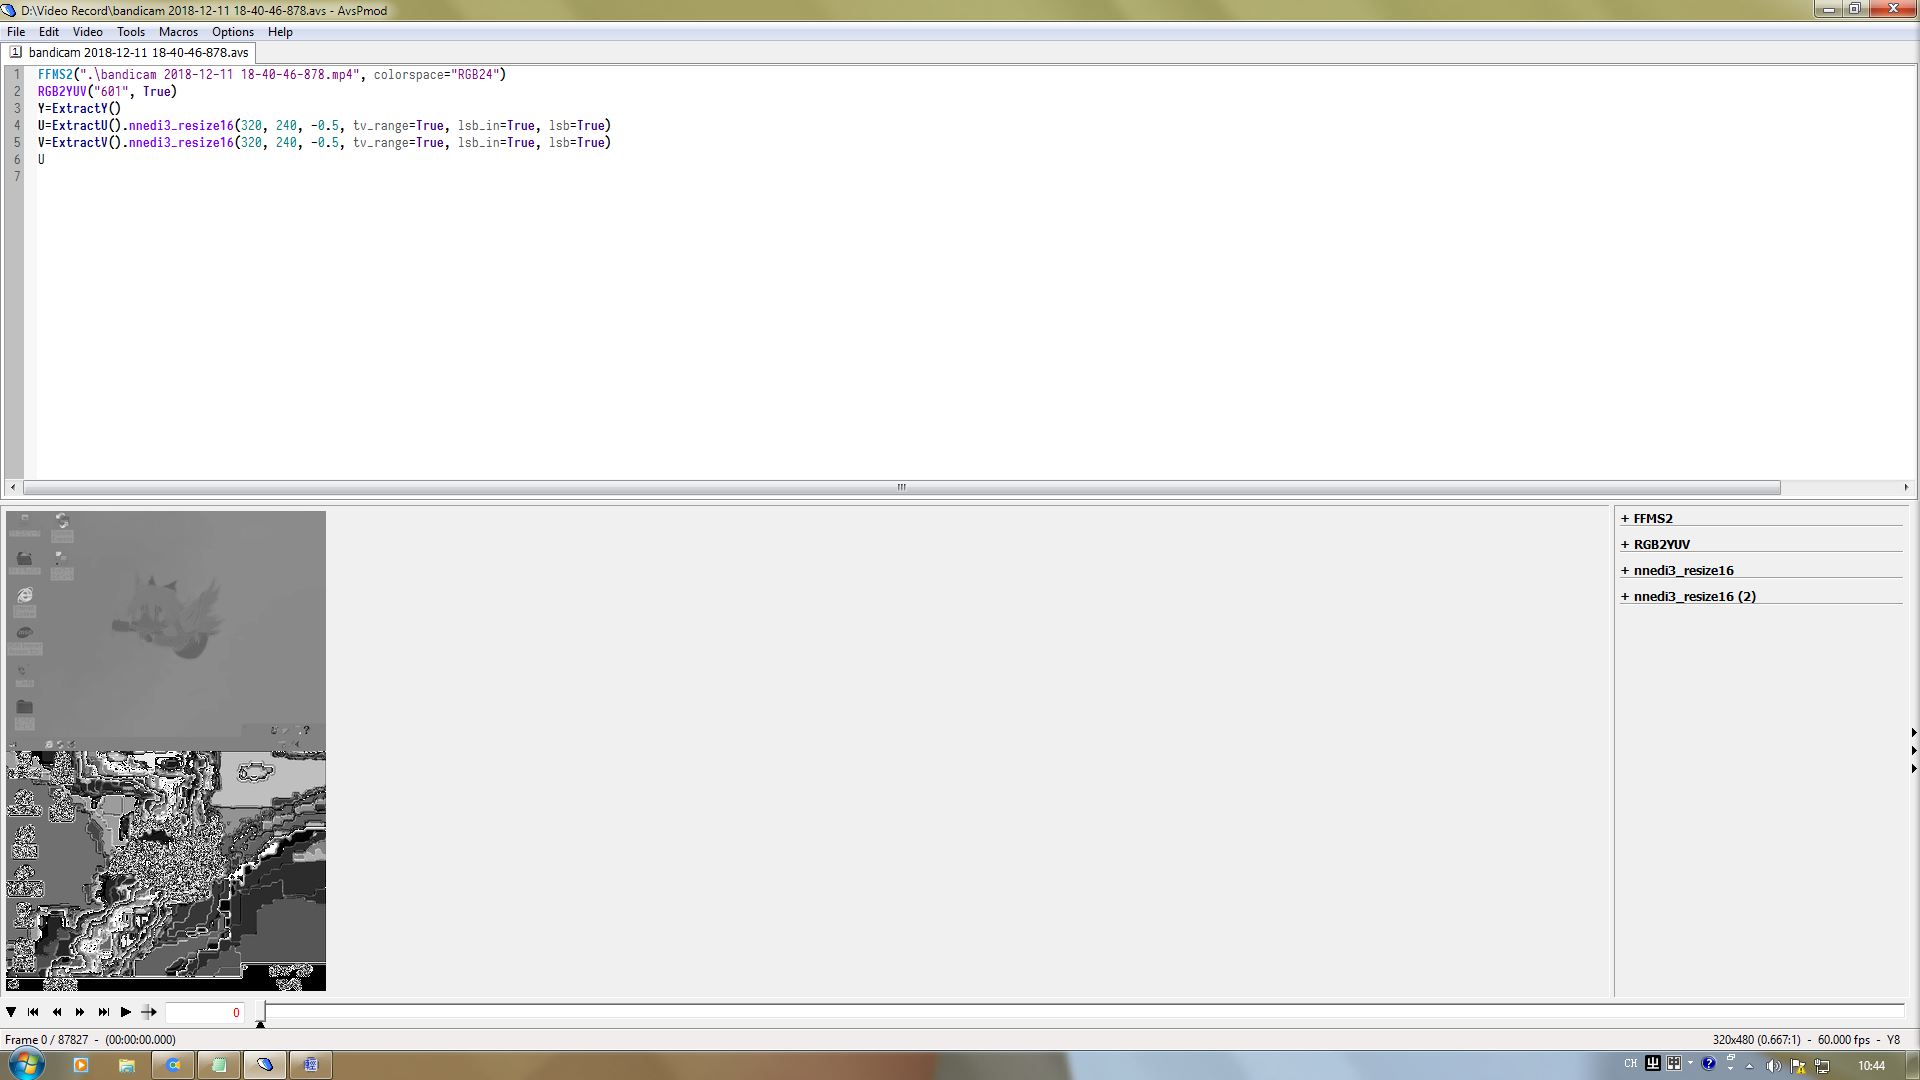 D:\Video Record\bandicam 2018-12-11 18-40-46-878.avs - AvsPmod
File Edit Video Tools Macros Options Help
1 bandicam 2018-12-11 18-40-46-878.avs
1 FFMS2(".\bandicam 2018-12-11 18-40-46-878.mp4", colorspace="RGB24")
2 RGB2YUV("601", True)
3 Y=ExtractY()
4 U=ExtractU().nnedi3_resize16(320, 240, -0.5, tv_range=True, lsb_in=True, lsb=True)
5 V=ExtractV().nnedi3_resize16(320, 240, -0.5, tv_range=True, lsb_in=True, lsb=True)
6 U
7
+ FFMS2
+ RGB2YUV
+ nnedi3_resize16
+ nnedi3_resize16 (2)
0
Frame 0 / 87827 - (00:00:00.000)
320x480 (0.667:1) - 60.000 fps - Y8
CH
10:44